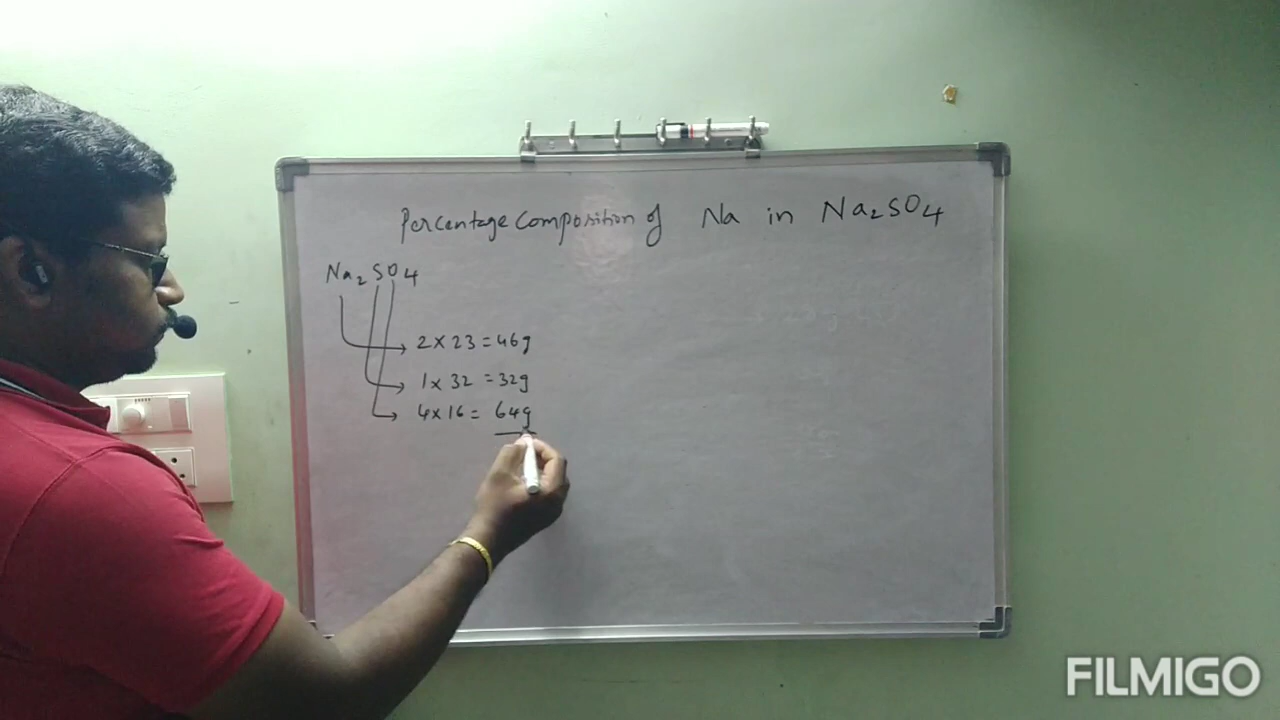 Percentage Composition of Na in Na₂SO₄
Na₂SO₄
2 × 23 = 46g
1 × 32 = 32g
4 × 16 = 64g
FILMIGO